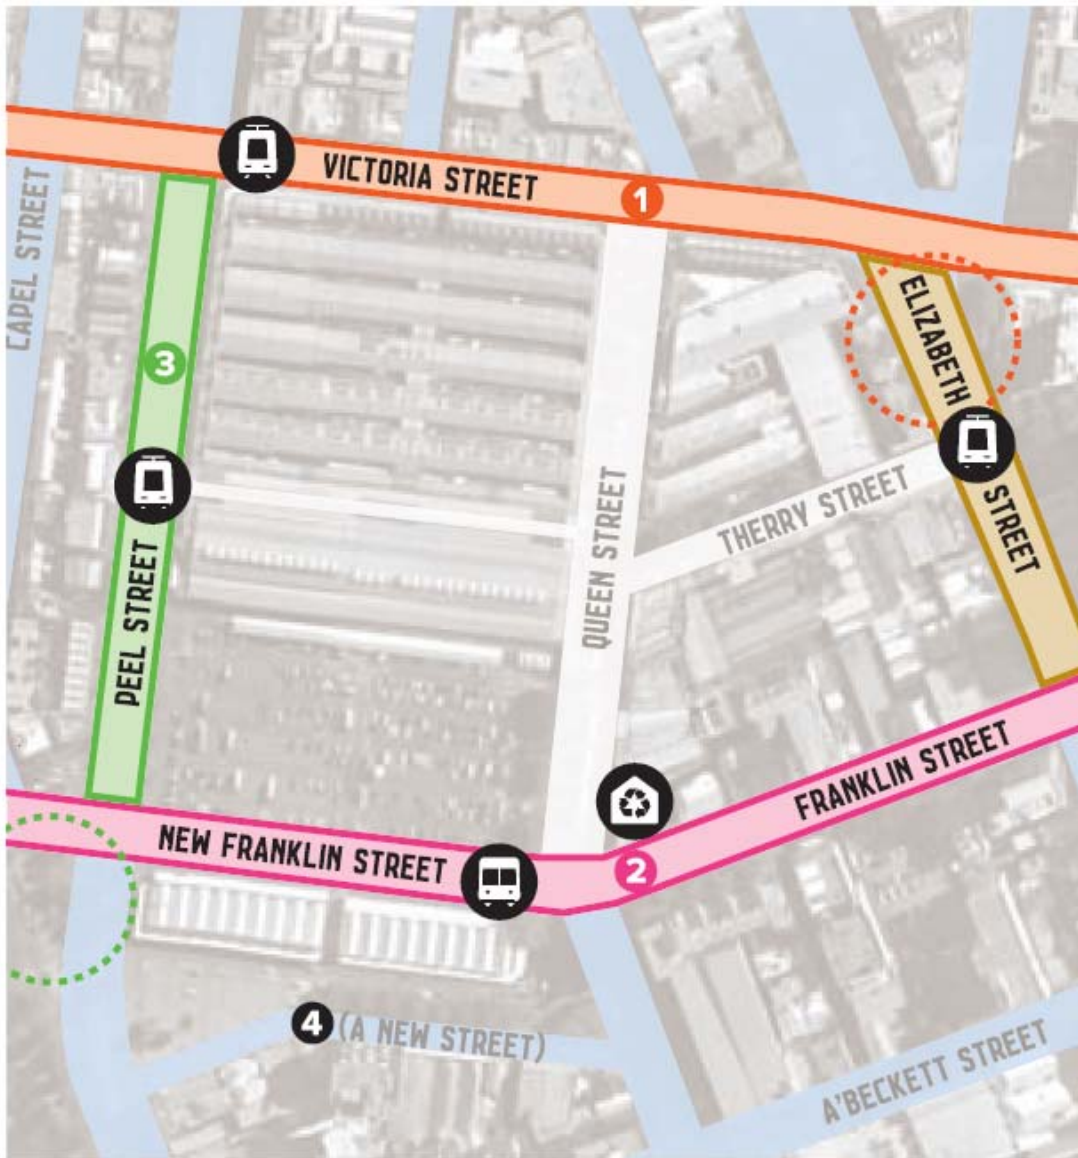 VICTORIA STREET
1
CAPEL STREET
ELIZABETH STREET
3
THERRY STREET
QUEEN STREET
PEEL STREET
FRANKLIN STREET
NEW FRANKLIN STREET
2
4 (A NEW STREET)
A'BECKETT STREET